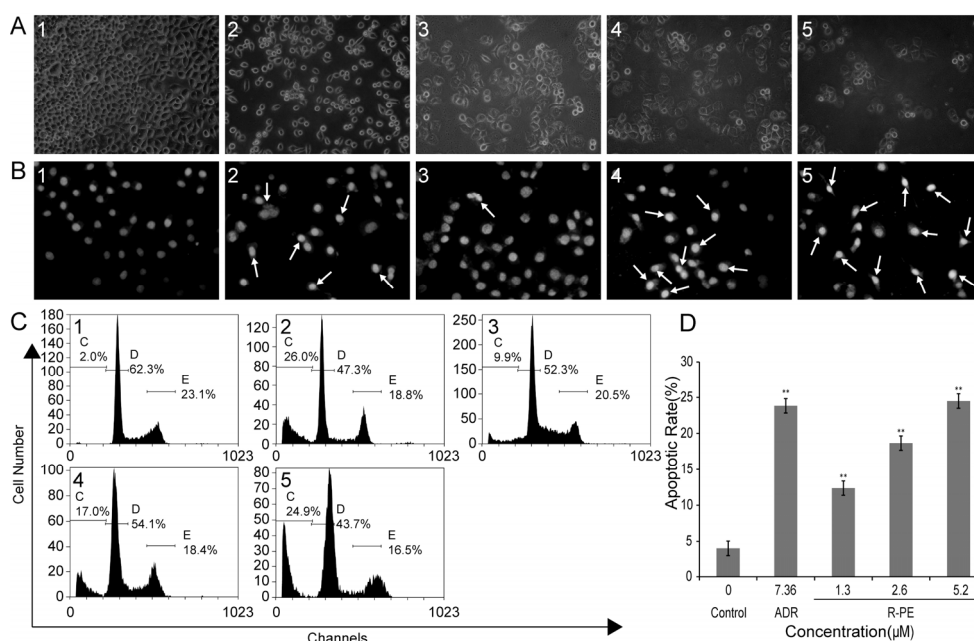 A 1 2 3 4 5
B 1 2 3 4 5
C
Cell Number
Channels
180
160
140
120
100
80
60
40
20
0
1
C
2.0%
D
62.3%
E
23.1%
1023
120
100
80
60
40
20
0
2
C
26.0%
D
47.3%
E
18.8%
1023
250
200
150
100
50
0
3
C
9.9%
D
52.3%
E
20.5%
1023
100
80
60
40
20
0
4
C
17.0%
D
54.1%
E
18.4%
1023
80
70
60
50
40
30
20
10
0
5
C
24.9%
D
43.7%
E
16.5%
1023
D
Apoptotic Rate(%)
30
25
20
15
10
5
0
** ** ** **
0 7.36 1.3 2.6 5.2
Control ADR R-PE
Concentration(μM)